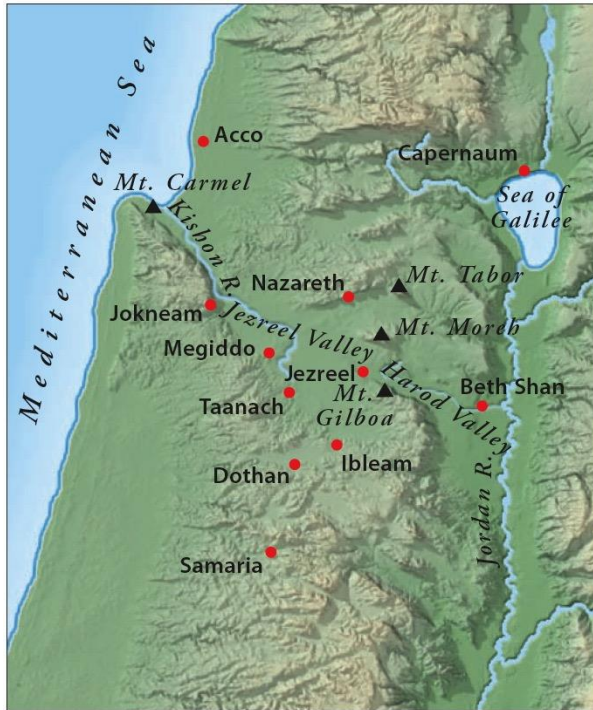 Mediterranean Sea
Acco
Mt. Carmel
Kishon R.
Capernaum
Sea of
Galilee
Nazareth
Mt. Tabor
Jokneam
Jezreel Valley
Mt. Moreh
Megiddo
Jezreel
Harod Valley
Mt.
Gilboa
Beth Shan
Taanach
Ibleam
Dothan
Jordan R.
Samaria